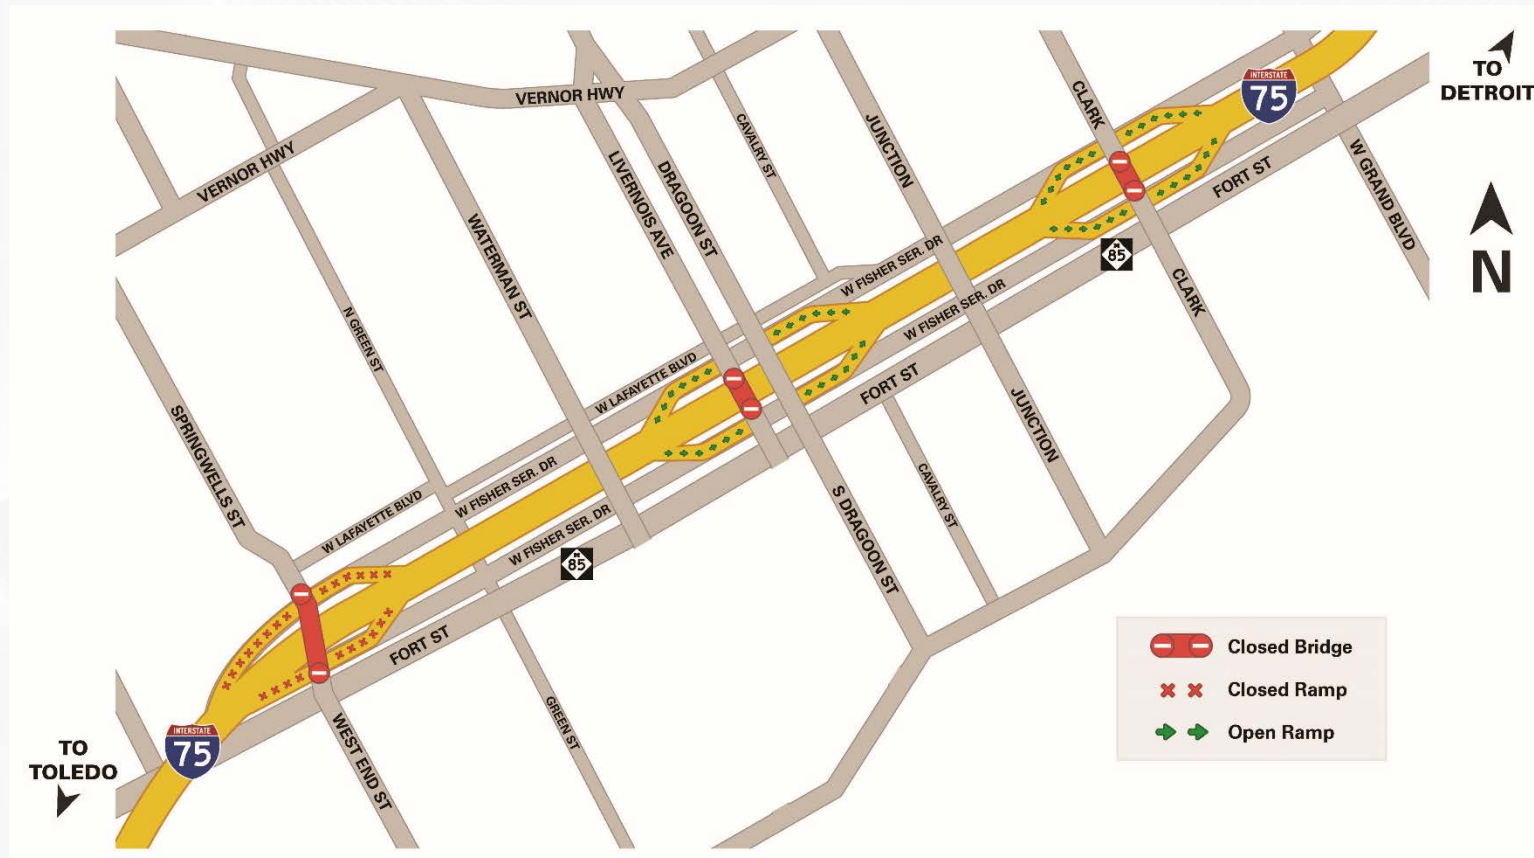 INTERSTATE
75
TO
DETROIT
N
CLARK
JUNCTION
CAVALRY ST
VERNOR HWY
VERNOR HWY
LIVERNOIS AVE
DRAGOON ST
W GRAND BLVD
FORT ST
85
CLARK
W FISHER SER. DR
W FISHER SER. DR
WATERMAN ST
N GREEN ST
W LAFAYETTE BLVD
FORT ST
JUNCTION
SPRINGWELLS ST
W LAFAYETTE BLVD
W FISHER SER. DR
W FISHER SER. DR
85
S DRAGOON ST
CAVALRY ST
FORT ST
GREEN ST
WEST END ST
INTERSTATE
75
TO
TOLEDO
Closed Bridge
Closed Ramp
Open Ramp